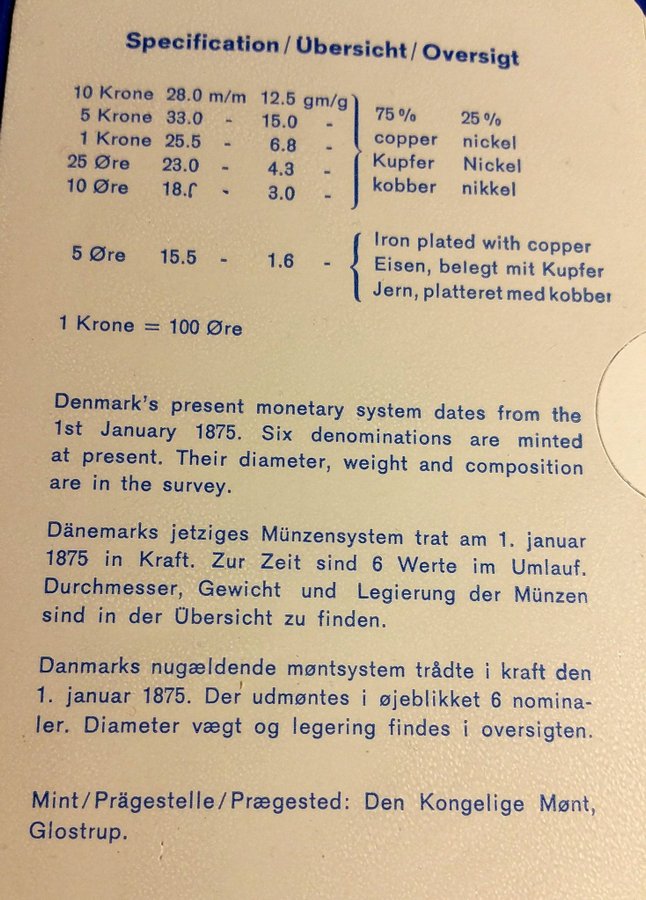 Specification/Übersicht/Oversigt
10 Krone 28.0 m/m 12.5 gm/g
5 Krone 33.0 - 15.0 - 75% 25%
1 Krone 25.5 - 6.8 - copper nickel
25 Øre 23.0 - 4.3 - Kupfer Nickel
10 Øre 18.0 - 3.0 - kobber nikkel
Iron plated with copper
5 Øre 15.5 - 1.6 - Eisen, belegt mit Kupfer
Jern, platteret med kobber
1 Krone = 100 Øre
Denmark's present monetary system dates from the
1st January 1875. Six denominations are minted
at present. Their diameter, weight and composition
are in the survey.
Dänemarks jetziges Münzensystem trat am 1. januar
1875 in Kraft. Zur Zeit sind 6 Werte im Umlauf.
Durchmesser, Gewicht und Legierung der Münzen
sind in der Übersicht zu finden.
Danmarks nugældende møntsystem trådte i kraft den
1. januar 1875. Der udmøntes i øjeblikket 6 nomina-
ler. Diameter vægt og legering findes i oversigten.
Mint/Prägestelle/Prægested: Den Kongelige Mønt,
Glostrup.